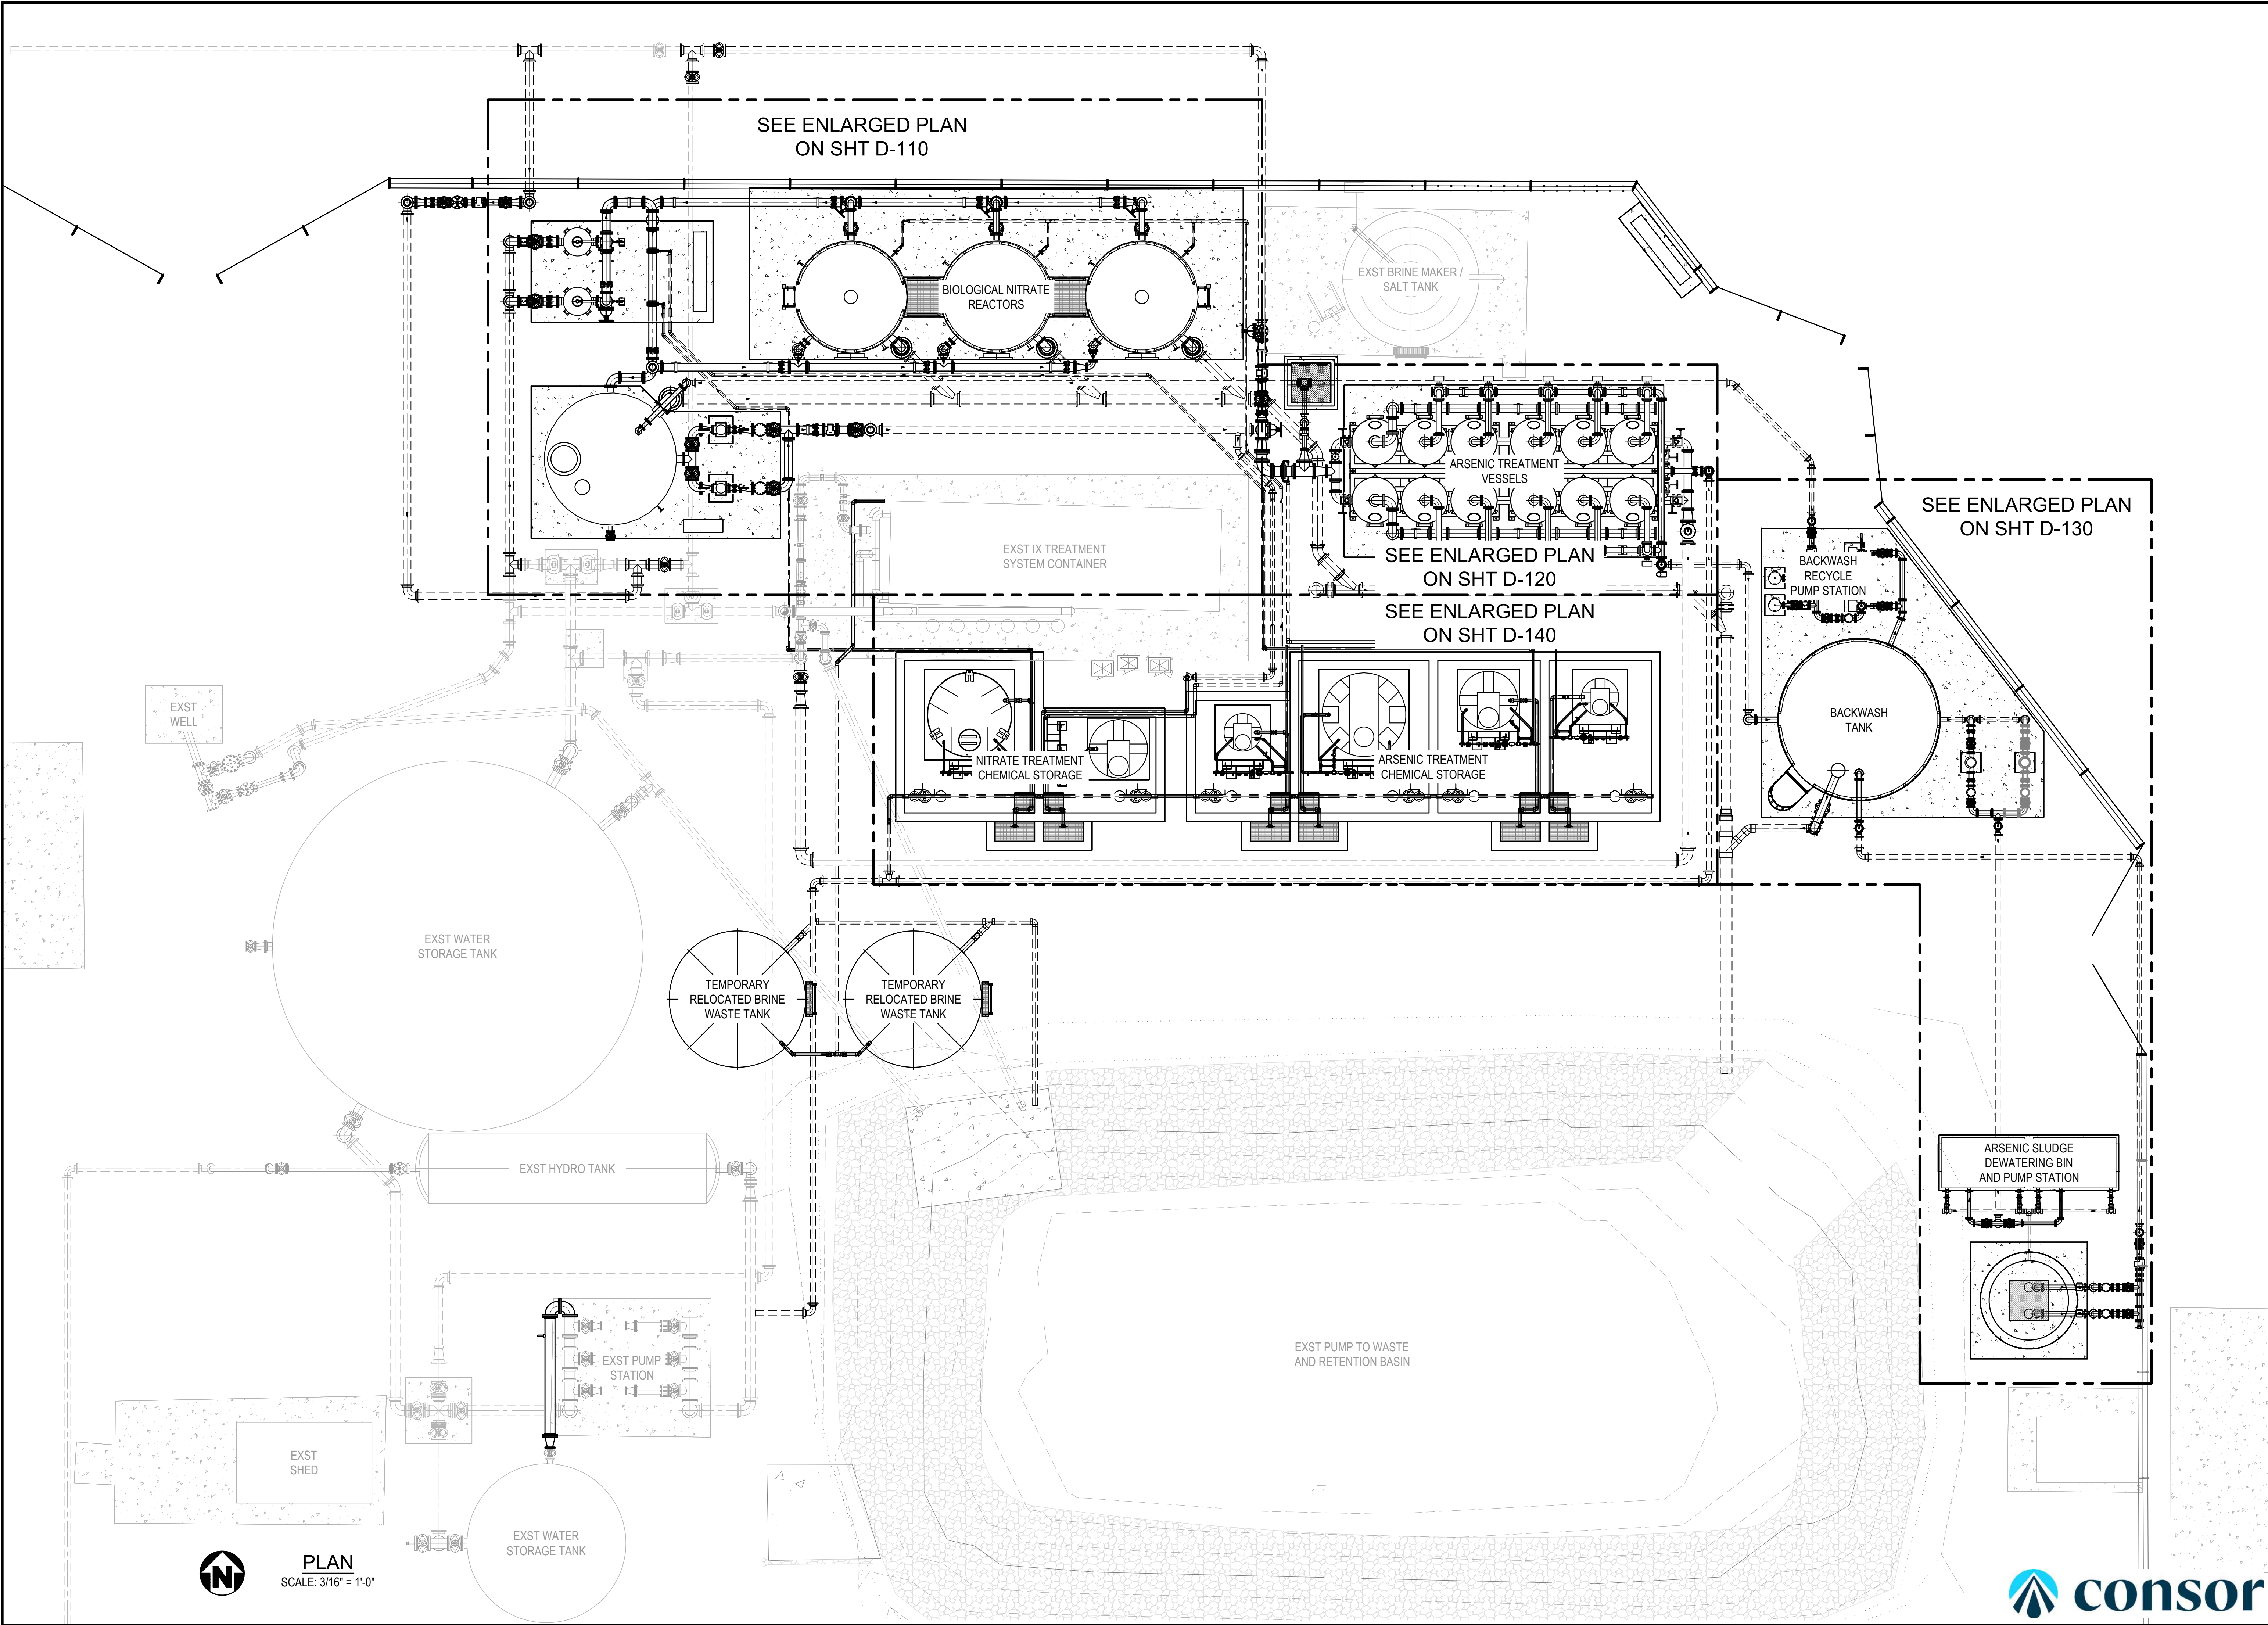 SEE ENLARGED PLAN
ON SHT D-110
BIOLOGICAL NITRATE
REACTORS
EXST BRINE MAKER /
SALT TANK
ARSENIC TREATMENT
VESSELS
SEE ENLARGED PLAN
ON SHT D-130
EXST IX TREATMENT
SYSTEM CONTAINER
SEE ENLARGED PLAN
ON SHT D-120
BACKWASH
RECYCLE
PUMP STATION
SEE ENLARGED PLAN
ON SHT D-140
EXST
WELL
BACKWASH
TANK
NITRATE TREATMENT
CHEMICAL STORAGE
ARSENIC TREATMENT
CHEMICAL STORAGE
EXST WATER
STORAGE TANK
TEMPORARY
RELOCATED BRINE
WASTE TANK
TEMPORARY
RELOCATED BRINE
WASTE TANK
EXST HYDRO TANK
ARSENIC SLUDGE
DEWATERING BIN
AND PUMP STATION
EXST PUMP
STATION
EXST PUMP TO WASTE
AND RETENTION BASIN
EXST
SHED
EXST WATER
STORAGE TANK
N
PLAN
SCALE: 3/16" = 1'-0"
consor